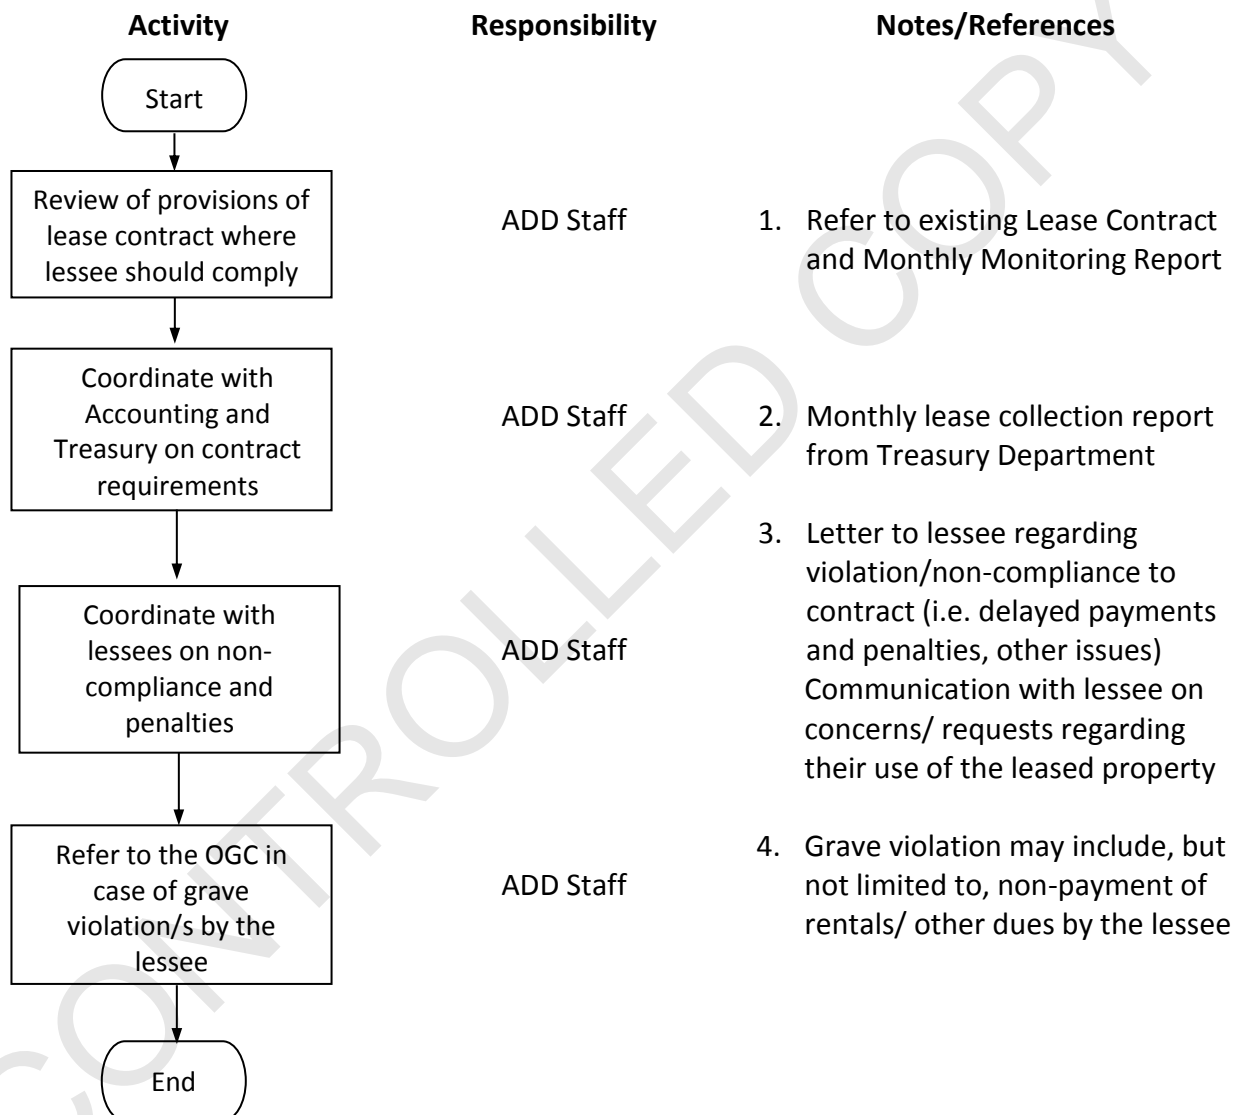 Activity Responsibility Notes/References
Start
Review of provisions of
lease contract where
lessee should comply
ADD Staff
1. Refer to existing Lease Contract
and Monthly Monitoring Report
Coordinate with
Accounting and
Treasury on contract
requirements
ADD Staff
2. Monthly lease collection report
from Treasury Department
Coordinate with
lessees on non-
compliance and
penalties
ADD Staff
3. Letter to lessee regarding
violation/non-compliance to
contract (i.e. delayed payments
and penalties, other issues)
Communication with lessee on
concerns/ requests regarding
their use of the leased property
Refer to the OGC in
case of grave
violation/s by the
lessee
ADD Staff
4. Grave violation may include, but
not limited to, non-payment of
rentals/ other dues by the lessee
End
CONTROLLED COPY